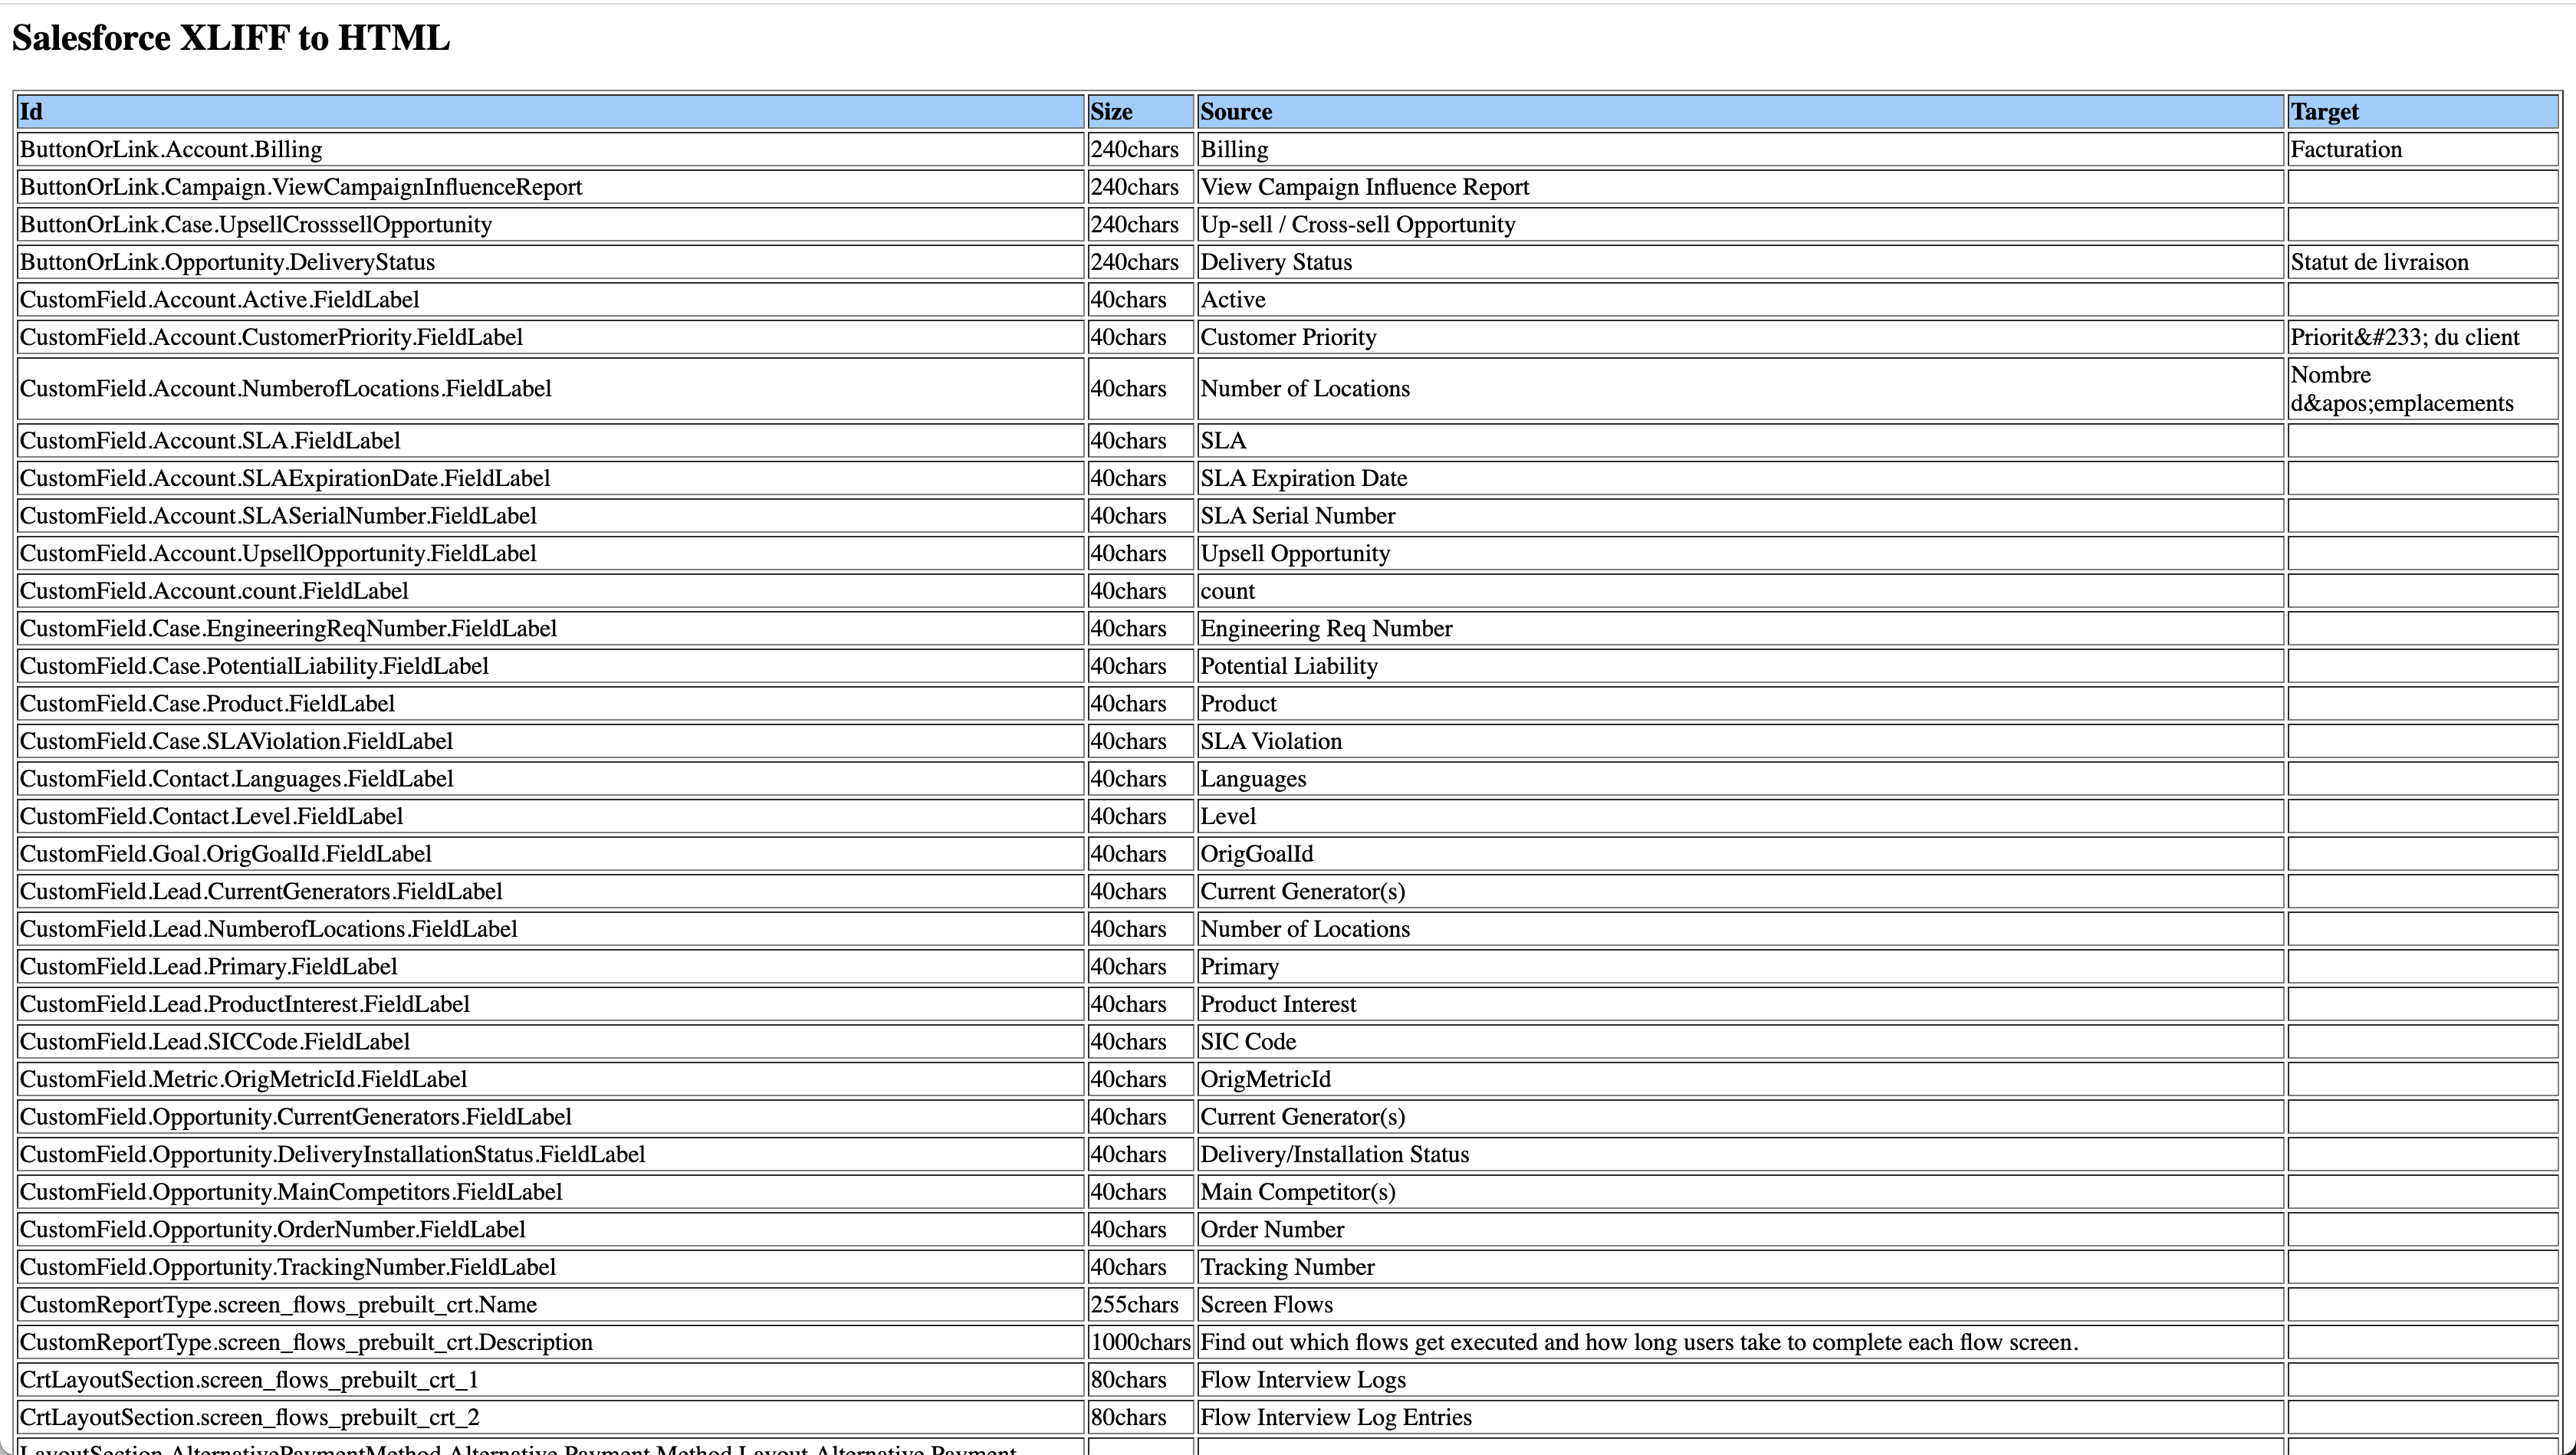 Salesforce XLIFF to HTML
Id Size Source Target
ButtonOrLink.Account.Billing 240chars Billing Facturation
ButtonOrLink.Campaign.ViewCampaignInfluenceReport 240chars View Campaign Influence Report
ButtonOrLink.Case.UpsellCrosssellOpportunity 240chars Up-sell / Cross-sell Opportunity
ButtonOrLink.Opportunity.DeliveryStatus 240chars Delivery Status Statut de livraison
CustomField.Account.Active.FieldLabel 40chars Active
CustomField.Account.CustomerPriority.FieldLabel 40chars Customer Priority Priorit&#233; du client
CustomField.Account.NumberofLocations.FieldLabel 40chars Number of Locations Nombre
d&apos;emplacements
CustomField.Account.SLA.FieldLabel 40chars SLA
CustomField.Account.SLAExpirationDate.FieldLabel 40chars SLA Expiration Date
CustomField.Account.SLASerialNumber.FieldLabel 40chars SLA Serial Number
CustomField.Account.UpsellOpportunity.FieldLabel 40chars Upsell Opportunity
CustomField.Account.count.FieldLabel 40chars count
CustomField.Case.EngineeringReqNumber.FieldLabel 40chars Engineering Req Number
CustomField.Case.PotentialLiability.FieldLabel 40chars Potential Liability
CustomField.Case.Product.FieldLabel 40chars Product
CustomField.Case.SLAViolation.FieldLabel 40chars SLA Violation
CustomField.Contact.Languages.FieldLabel 40chars Languages
CustomField.Contact.Level.FieldLabel 40chars Level
CustomField.Goal.OrigGoalId.FieldLabel 40chars OrigGoalId
CustomField.Lead.CurrentGenerators.FieldLabel 40chars Current Generator(s)
CustomField.Lead.NumberofLocations.FieldLabel 40chars Number of Locations
CustomField.Lead.Primary.FieldLabel 40chars Primary
CustomField.Lead.ProductInterest.FieldLabel 40chars Product Interest
CustomField.Lead.SICCode.FieldLabel 40chars SIC Code
CustomField.Metric.OrigMetricId.FieldLabel 40chars OrigMetricId
CustomField.Opportunity.CurrentGenerators.FieldLabel 40chars Current Generator(s)
CustomField.Opportunity.DeliveryInstallationStatus.FieldLabel 40chars Delivery/Installation Status
CustomField.Opportunity.MainCompetitors.FieldLabel 40chars Main Competitor(s)
CustomField.Opportunity.OrderNumber.FieldLabel 40chars Order Number
CustomField.Opportunity.TrackingNumber.FieldLabel 40chars Tracking Number
CustomReportType.screen_flows_prebuilt_crt.Name 255chars Screen Flows
CustomReportType.screen_flows_prebuilt_crt.Description 1000chars Find out which flows get executed and how long users take to complete each flow screen.
CrtLayoutSection.screen_flows_prebuilt_crt_1 80chars Flow Interview Logs
CrtLayoutSection.screen_flows_prebuilt_crt_2 80chars Flow Interview Log Entries
LayoutSection.AlternativePaymentMethod.Alternative Payment Method Layout.Alternative Payment